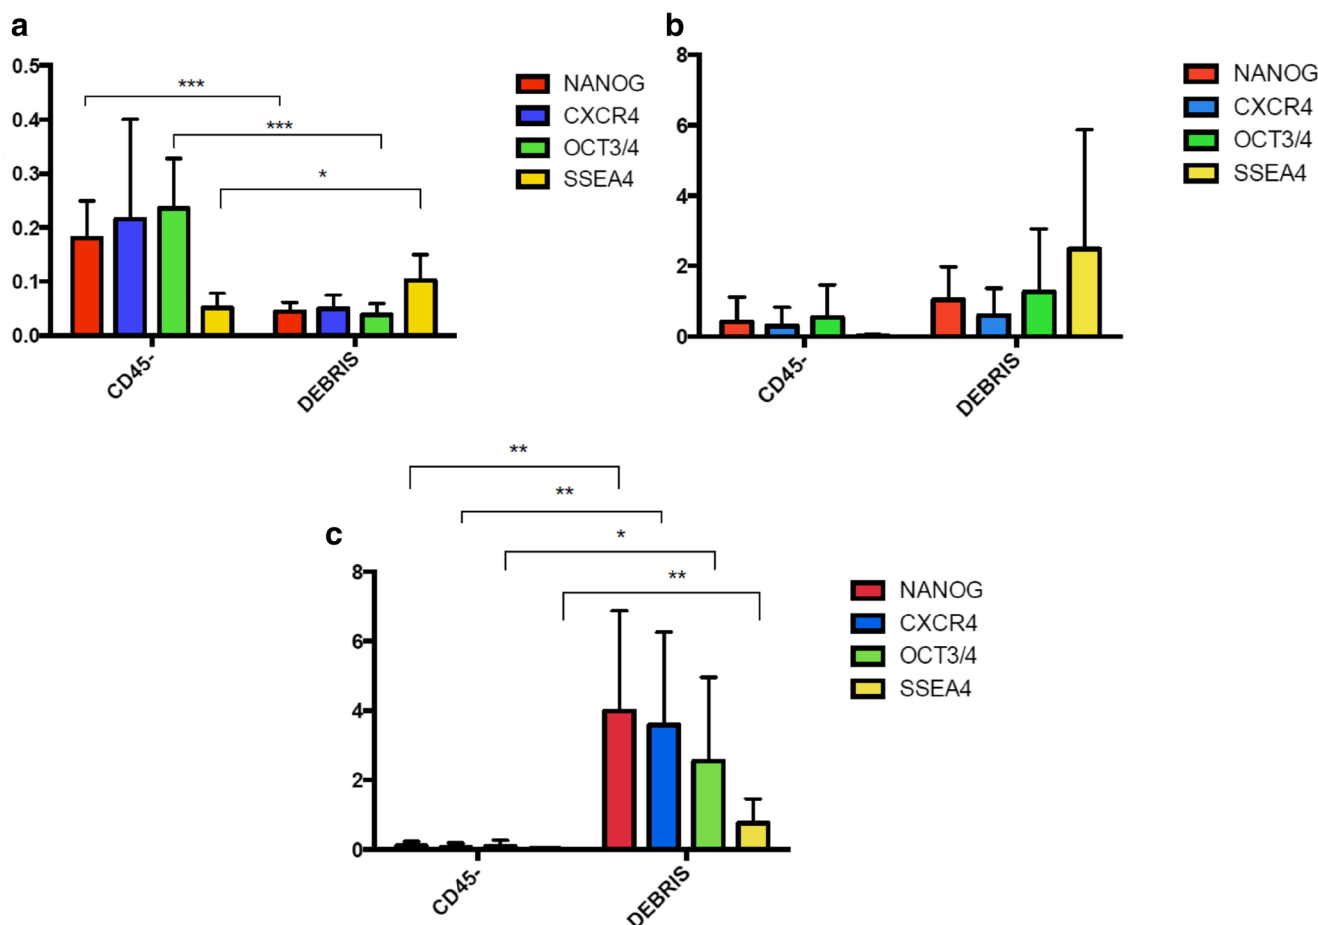 a
0.5
0.4
0.3
0.2
0.1
0.0
***
***
*
NANOG
CXCR4
OCT3/4
SSEA4
CD45-
DEBRIS
b
8
6
4
2
0
NANOG
CXCR4
OCT3/4
SSEA4
CD45-
DEBRIS
c
**
**
*
**
8
6
4
2
0
NANOG
CXCR4
OCT3/4
SSEA4
CD45-
DEBRIS